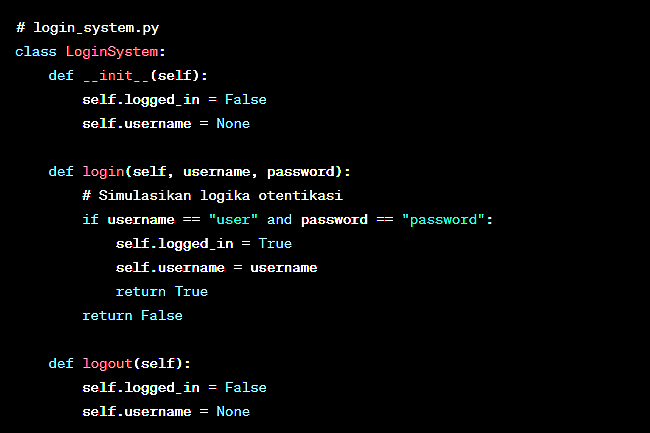 # login_system.py
class LoginSystem:
    def __init__(self):
        self.logged_in = False
        self.username = None

    def login(self, username, password):
        # Simulasikan logika otentikasi
        if username == "user" and password == "password":
            self.logged_in = True
            self.username = username
            return True
        return False

    def logout(self):
        self.logged_in = False
        self.username = None